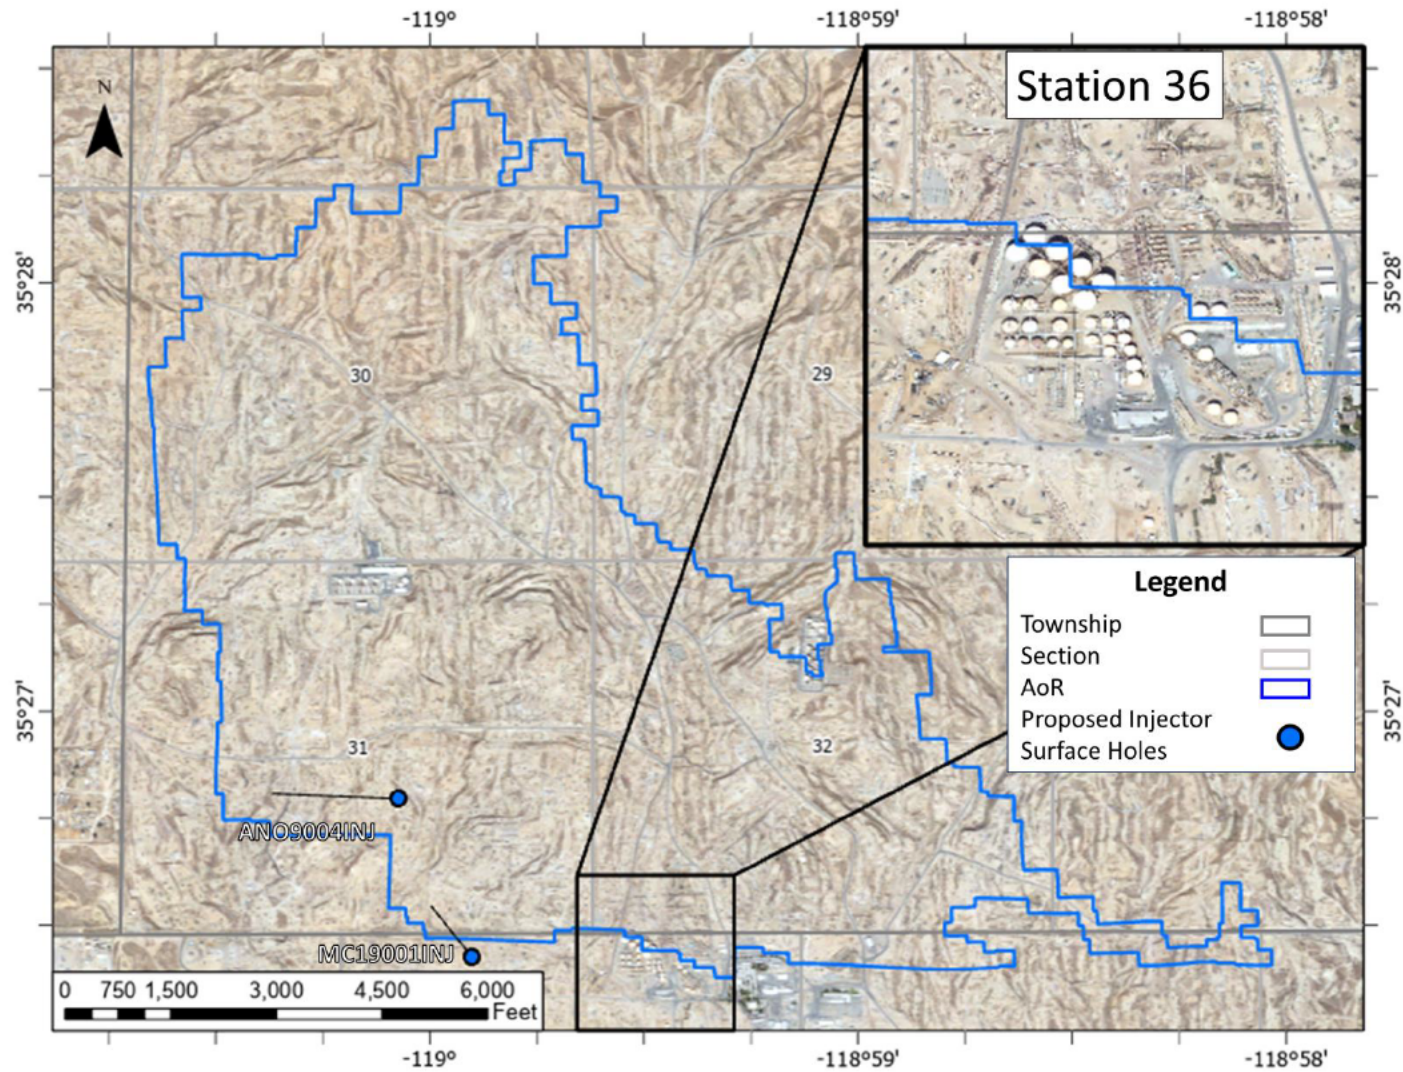 -119°
-118°59'
-118°58'
N
Station 36
35°28'
35°28'
30
29
Legend
Township
Section
AoR
Proposed Injector
Surface Holes
35°27'
35°27'
31
32
ANO9004INJ
MC19001INJ
0 750 1,500 3,000 4,500 6,000
Feet
-119°
-118°59'
-118°58'